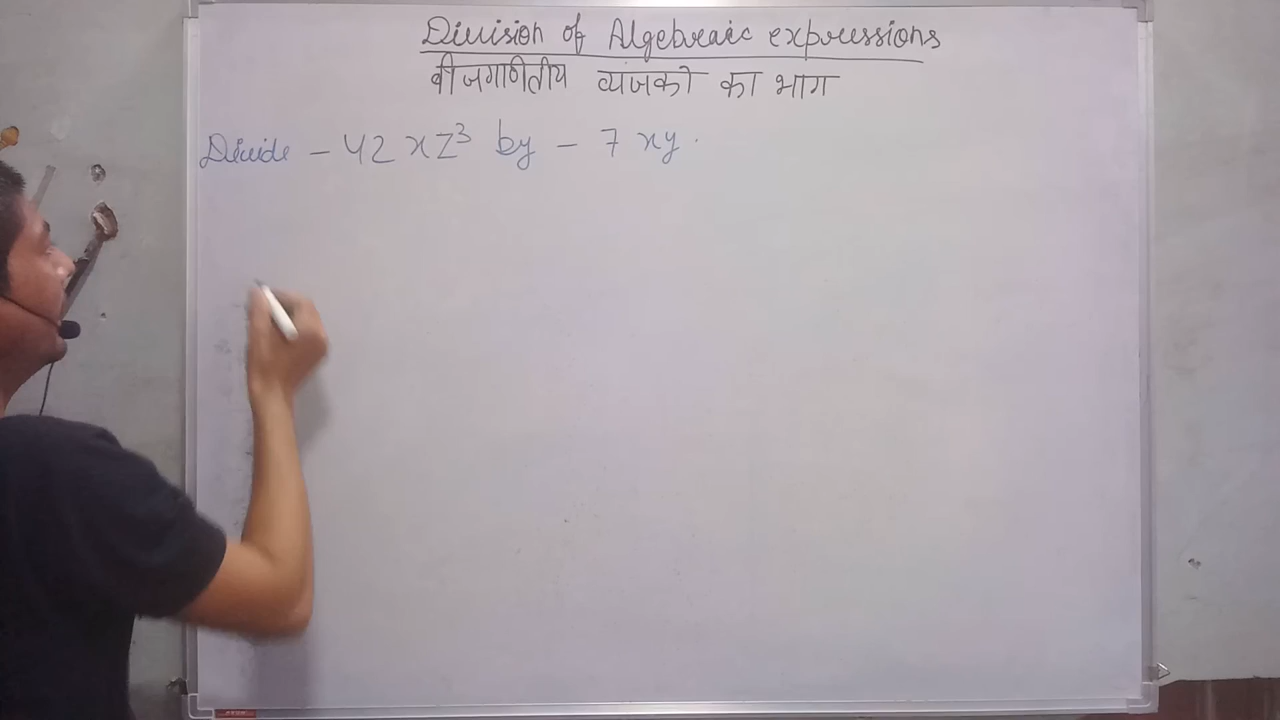 Division of Algebraic expressions
बीजगणितीय व्यंजकों का भाग
Divide - 42 xz³ by - 7 xy.